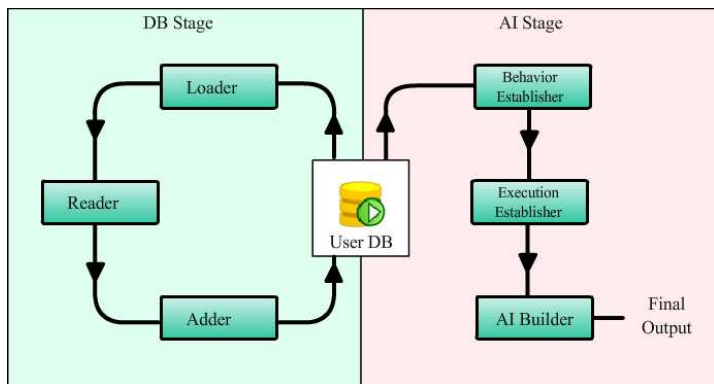 DB Stage
AI Stage
Loader
Behavior
Establisher
Reader
User DB
Execution
Establisher
Adder
AI Builder
Final
Output